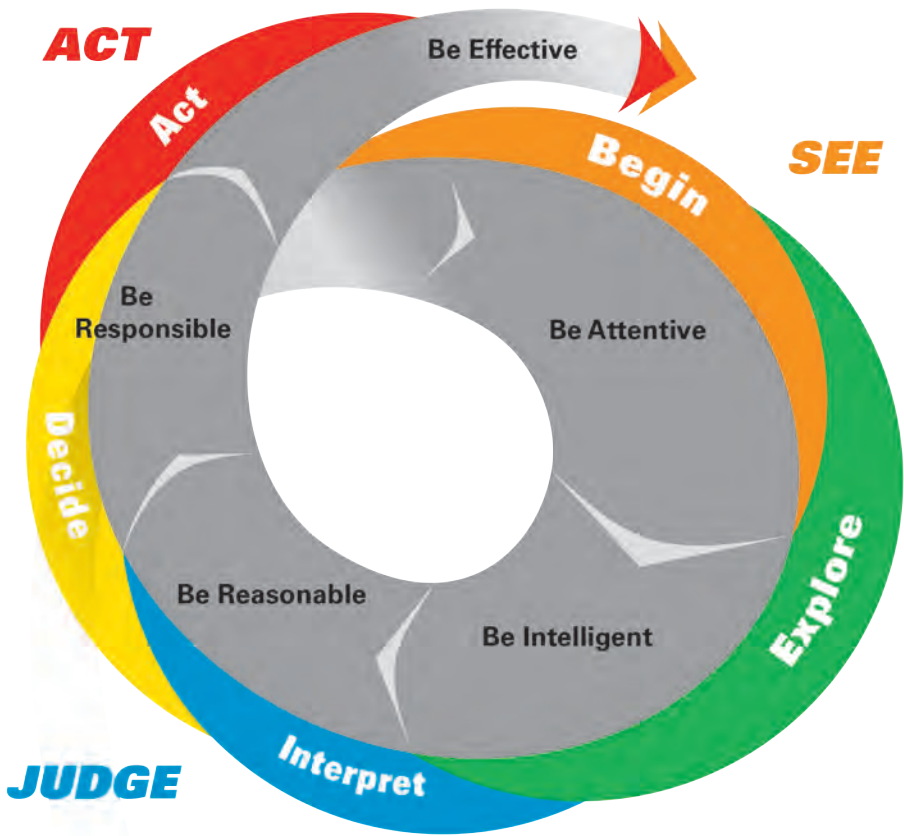 ACT
Be Effective
Act
Begin
SEE
Be
Responsible
Be Attentive
Decide
Explore
Be Reasonable
Be Intelligent
Interpret
JUDGE